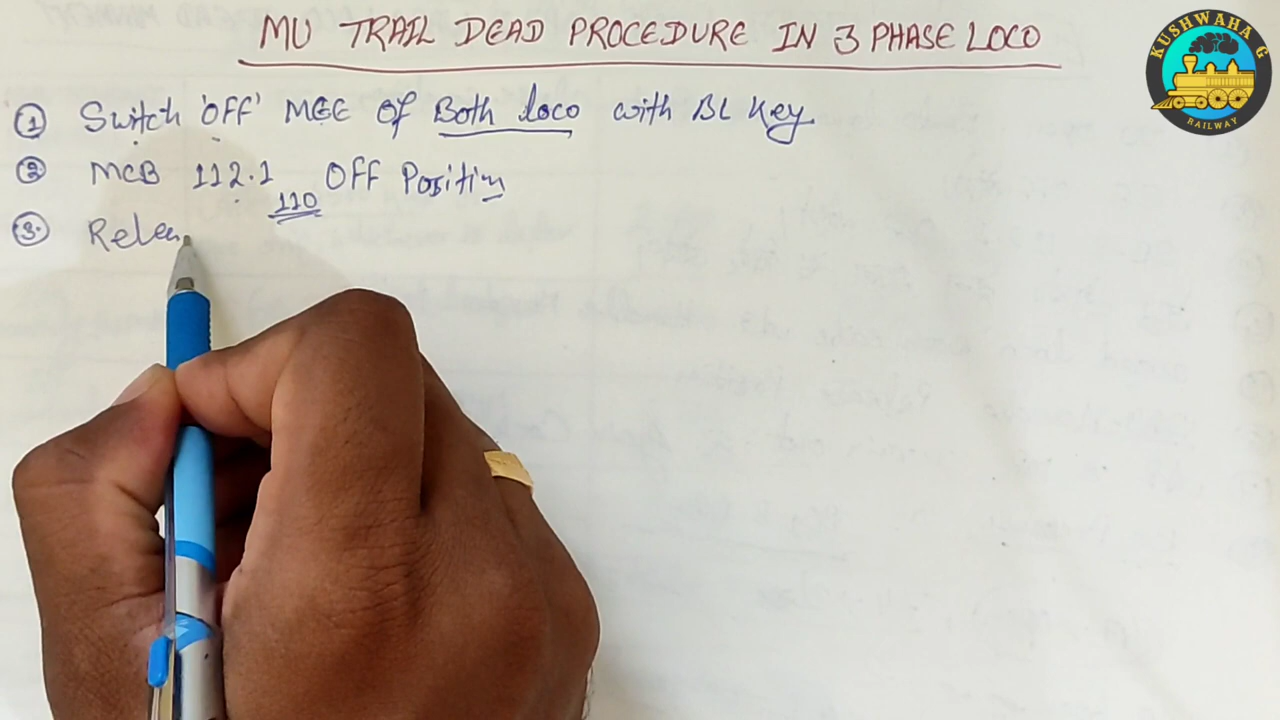 MU TRAIL DEAD PROCEDURE IN 3 PHASE LOCO
① Switch 'OFF' MCE Of Both loco with BL Key
② MCB 112.1 OFF Position
110
③ Relea
KUSHWAHA G
RAILWAY